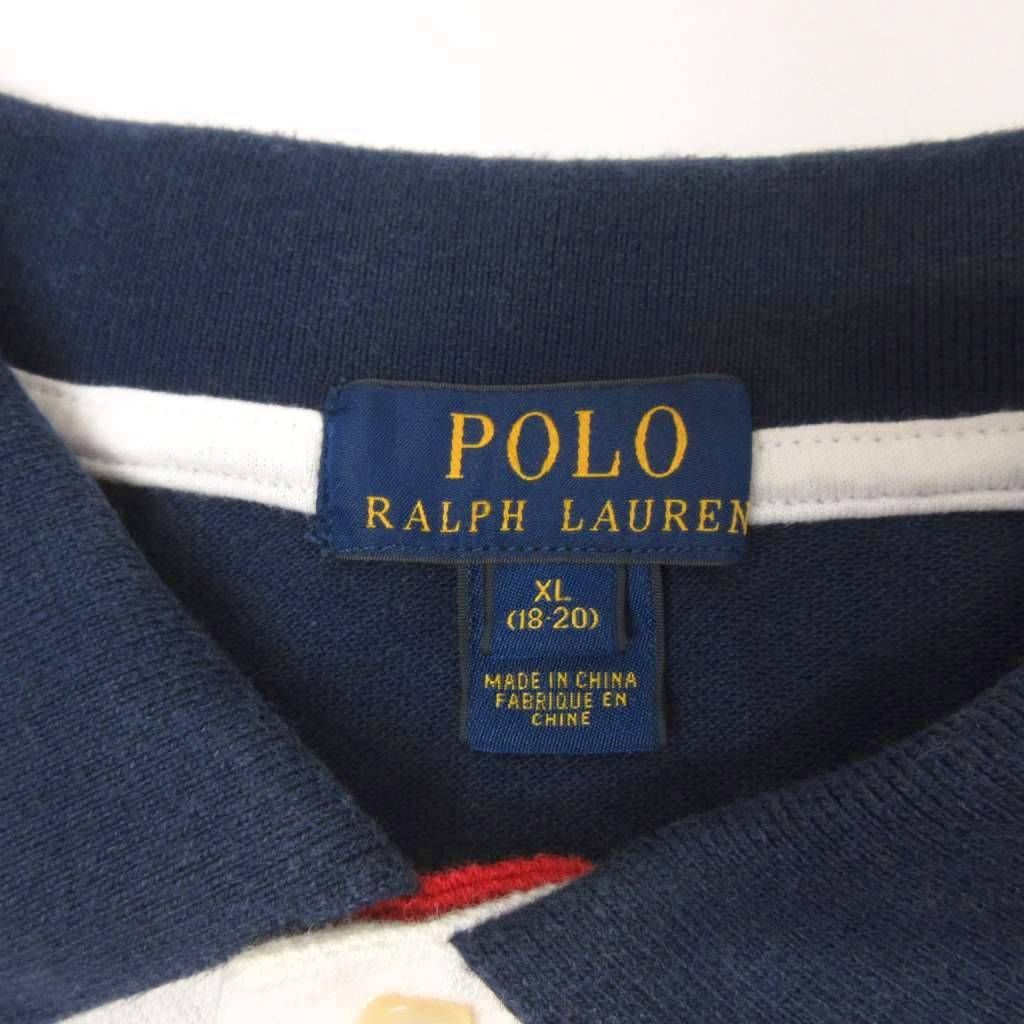 POLO
RALPH LAUREN
XL
(18-20)
MADE IN CHINA
FABRIQUE EN
CHINE